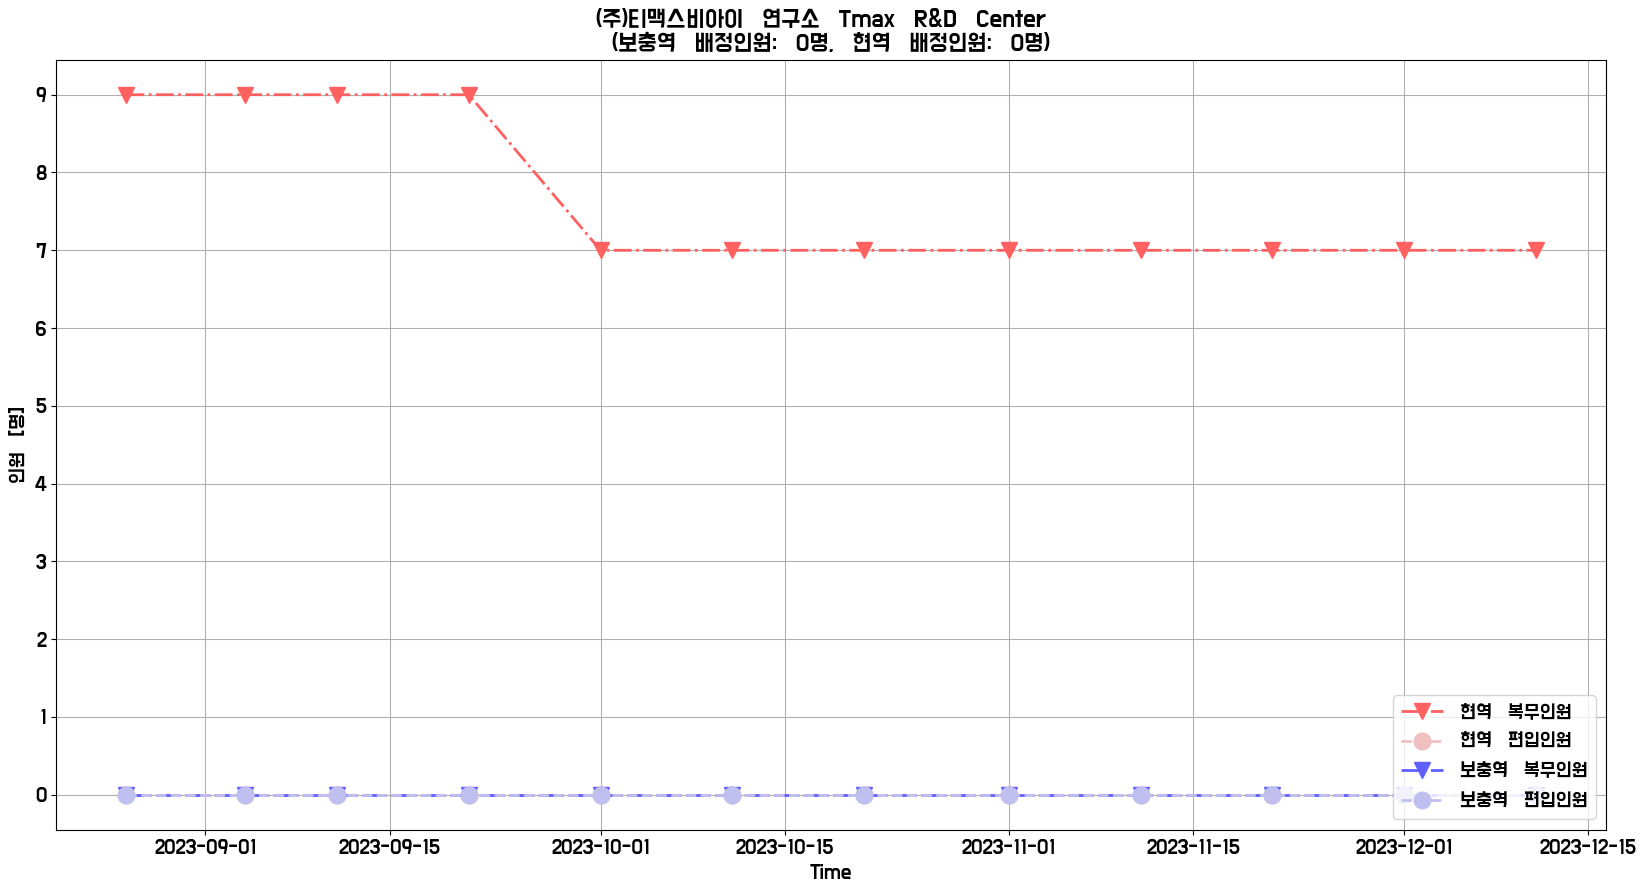 (주)티맥스비아이 연구소 Tmax R&D Center
(보충역 배정인원: 0명, 현역 배정인원: 0명)
인원 [명]
9
8
7
6
5
4
3
2
1
0
현역 복무인원
현역 편입인원
보충역 복무인원
보충역 편입인원
2023-09-01 2023-09-15 2023-10-01 2023-10-15 2023-11-01 2023-11-15 2023-12-01 2023-12-15
Time